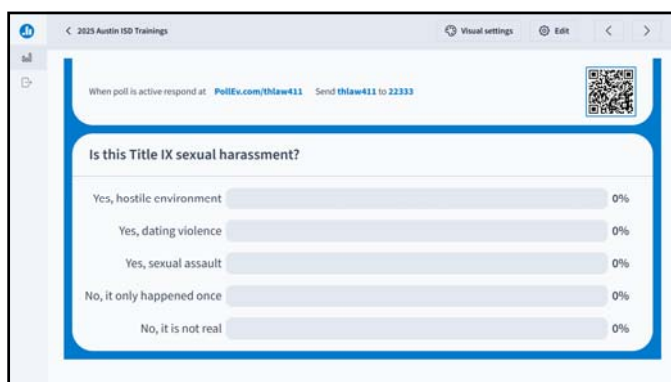 2025 Austin ISD Trainings Visual settings Edit
When poll is active respond at PollEv.com/thlaw411 Send thlaw411 to 22333
Is this Title IX sexual harassment?
Yes, hostile environment 0%
Yes, dating violence 0%
Yes, sexual assault 0%
No, it only happened once 0%
No, it is not real 0%